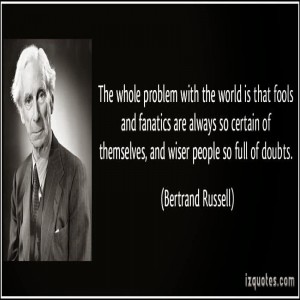 The whole problem with the world is that fools
and fanatics are always so certain of
themselves, and wiser people so full of doubts.
(Bertrand Russell)
izquotes.com